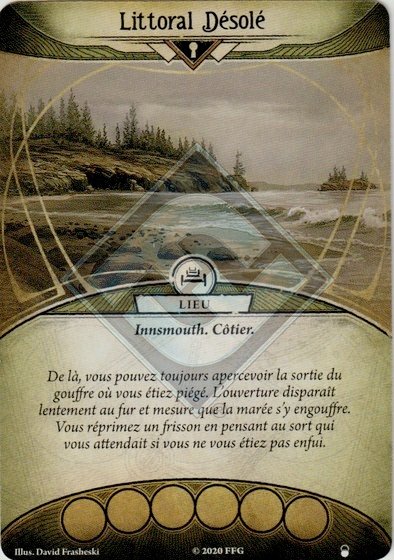 Littoral Désolé
LIEU
Innsmouth. Côtier.
De là, vous pouvez toujours apercevoir la sortie du
gouffre où vous étiez piégé. L'ouverture disparaît
lentement au fur et mesure que la marée s'y engouffre.
Vous réprimez un frisson en pensant au sort qui
vous attendait si vous ne vous étiez pas enfui.
Illus. David Frasheski
© 2020 FFG